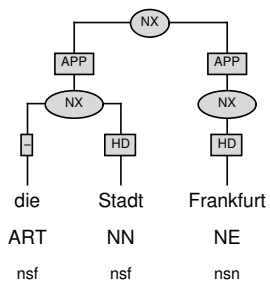 NX
APP APP
NX NX
– HD HD
die Stadt Frankfurt
ART NN NE
nsf nsf nsn